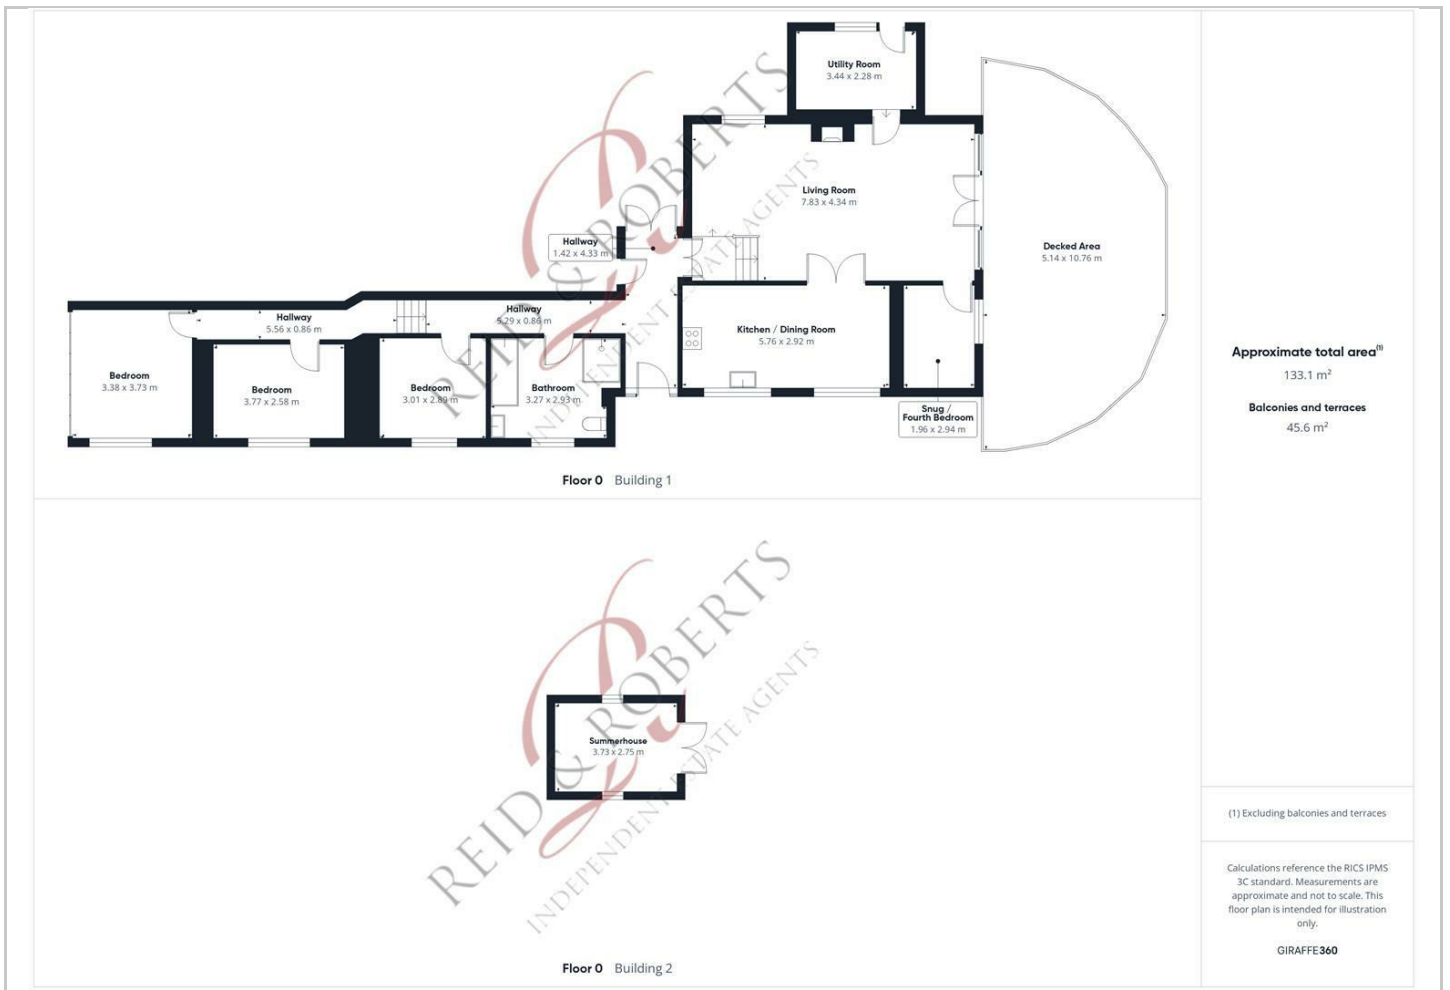 Utility Room
3.44 x 2.28 m
Living Room
7.83 x 4.34 m
Hallway
1.42 x 4.33 m
Decked Area
5.14 x 10.76 m
Hallway
5.56 x 0.86 m
Hallway
5.29 x 0.86 m
Kitchen / Dining Room
5.76 x 2.92 m
Bedroom
3.38 x 3.73 m
Bedroom
3.77 x 2.58 m
Bedroom
3.01 x 2.89 m
Bathroom
3.27 x 2.93 m
Snug /
Fourth Bedroom
1.96 x 2.94 m
REID & ROBERTS
INDEPENDENT ESTATE AGENTS
Floor 0 Building 1
Summerhouse
3.73 x 2.75 m
REID & ROBERTS
INDEPENDENT ESTATE AGENTS
Floor 0 Building 2
Approximate total area(1)
133.1 m²
Balconies and terraces
45.6 m²
(1) Excluding balconies and terraces
Calculations reference the RICS IPMS
3C standard. Measurements are
approximate and not to scale. This
floor plan is intended for illustration
only.
GIRAFFE360